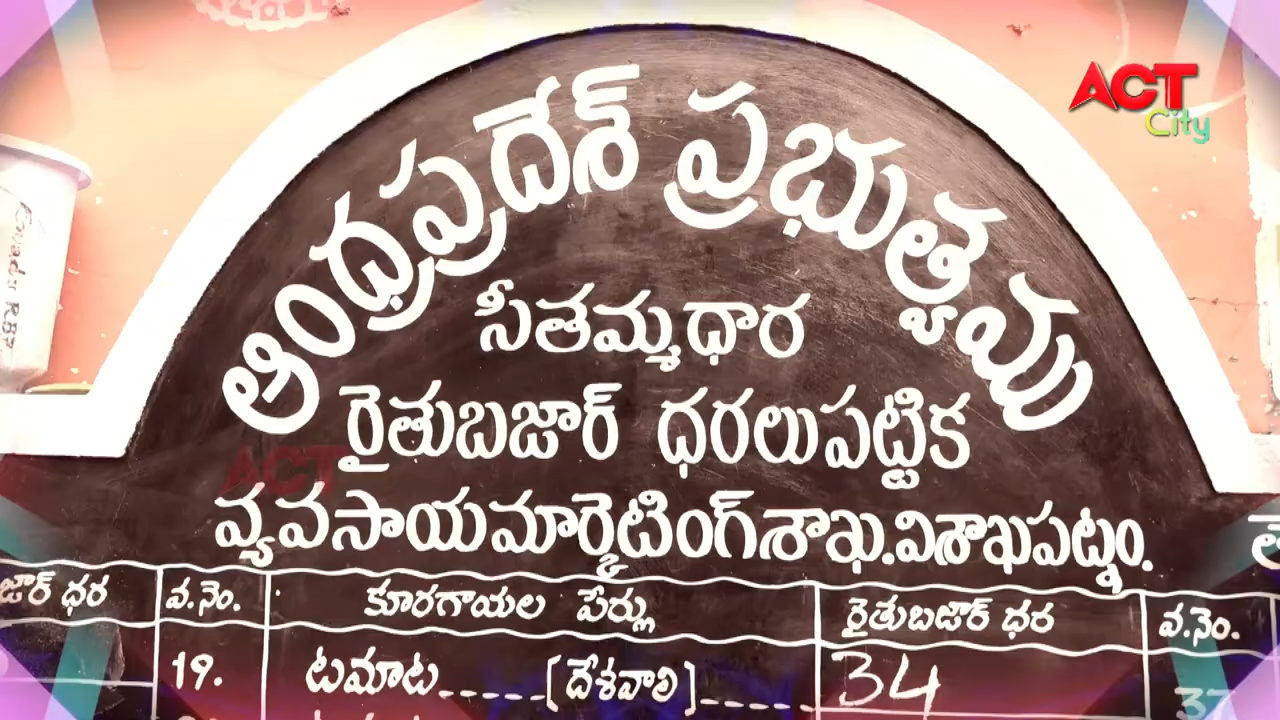 ACT
City
ఆంధ్రప్రదేశ్ ప్రభుత్వము
సీతమ్మధార
రైతుబజార్ ధరలుపట్టిక
వ్యవసాయమార్కెటింగ్‌శాఖ.విశాఖపట్నం.
జార్ ధర వ.నెం. కూరగాయల పేర్లు రైతుబజార్ ధర వ.నెం.
19. టమాట.....[దేశవాలి]..... 34